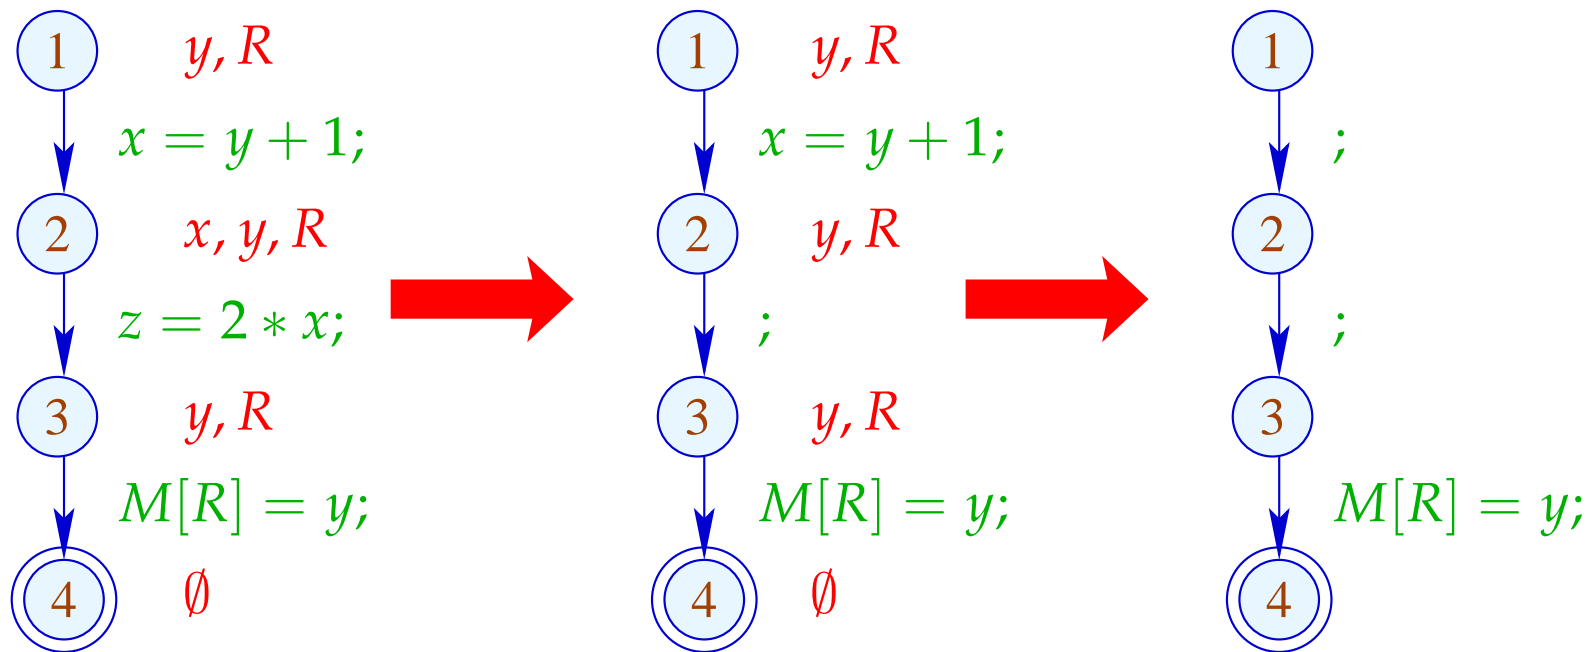 1 y, R 1 y, R 1
x = y + 1; x = y + 1; ;
2 x, y, R 2 y, R 2
z = 2 ∗ x; ; ;
3 y, R 3 y, R 3
M[R] = y; M[R] = y; M[R] = y;
4 ∅ 4 ∅ 4